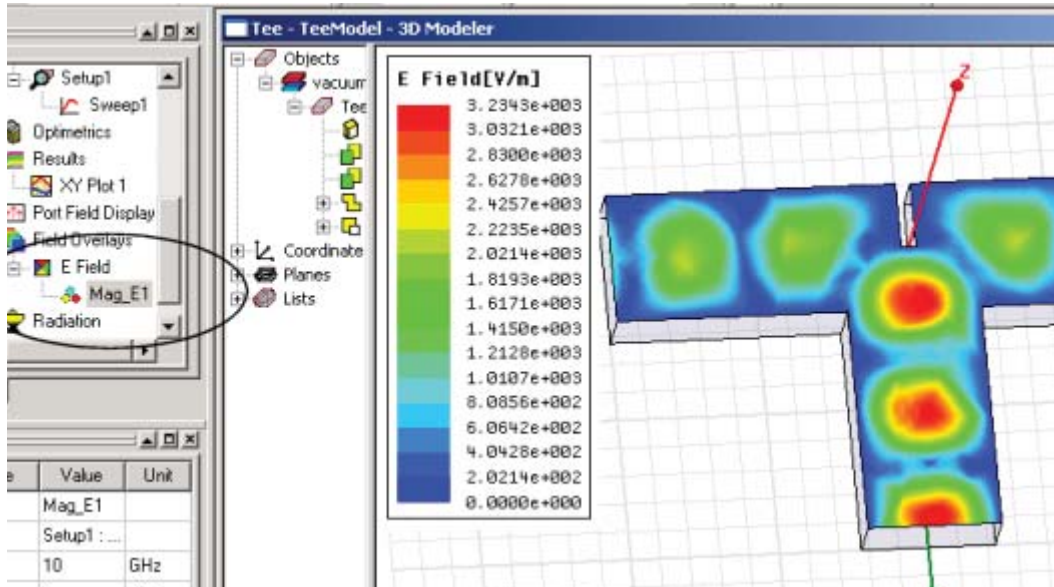 Setup1
Sweep1
Optimetrics
Results
XY Plot 1
Port Field Display
Field Overlays
E Field
Mag_E1
Radiation
Value Unit
Mag_E1
Setup1 : ...
10 GHz
Tee - TeeModel - 3D Modeler
Objects
vacuum
Tee
Coordinate
Planes
Lists
E Field[V/m]
3.2343e+003
3.0321e+003
2.8300e+003
2.6278e+003
2.4257e+003
2.2235e+003
2.0214e+003
1.8193e+003
1.6171e+003
1.4150e+003
1.2128e+003
1.0107e+003
8.0856e+002
6.0642e+002
4.0428e+002
2.0214e+002
0.0000e+000
Z